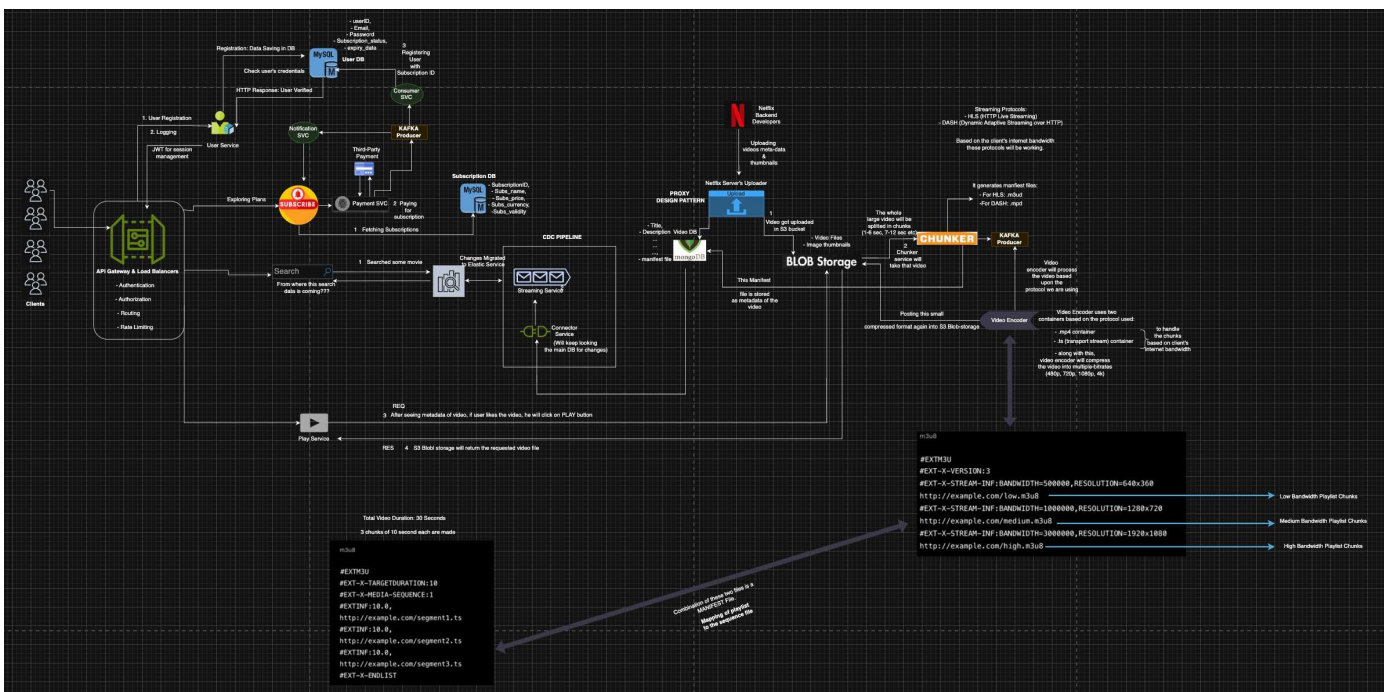 Registration: Data Saving in DB
Check user's credentials
HTTP Response: User Verified
MySQL
User DB
- userID,
- Email,
- Password
- Subscription_status,
- expiry_data
3
Registering
User
with
Subscription ID
Consumer
SVC
1. User Registration
2. Logging
JWT for session
management
User Service
Notification
SVC
KAFKA
Producer
Third-Party
Payment
Exploring Plans
SUBSCRIBE
Payment SVC
2 Paying
for
subscription
1 Fetching Subscriptions
Subscription DB
MySQL
- SubscriptionID,
- Subs_name,
- Subs_price,
- Subs_currency,
-Subs_validity
Clients
API Gateway & Load Balancers
- Authentication
- Authorization
- Routing
- Rate Limiting
Search
From where this search
data is coming???
1 Searched some movie
Changes Migrated
to Elastic Service
CDC PIPELINE
Streaming Service
Connector
Service
(Will keep looking
the main DB for changes)
REQ
3 After seeing metadata of video, if user likes the video, he will click on PLAY button
Play Service
RES 4 S3 Blobl storage will return the requested video file
Netflix
Backend
Developers
Uploading
videos meta-data
&
thumbnails
Netflix Server's Uploader
Upload
PROXY
DESIGN PATTERN
- Title,
- Description
...
...
- manifest file
Video DB
mongoDB
1
Video got uploaded
in S3 bucket
- Video Files
- Image thumbnails
BLOB Storage
This Manifest
file is stored
as metadata of the
video
The whole
large video will be
splitted in chunks
(1-6 sec, 7-12 sec etc)
2
Chunker
service will
take that video
CHUNKER
KAFKA
Producer
It generates manfiest files:
- For HLS: .m3ud
-For DASH: .mpd
Streaming Protocols:
- HLS (HTTP Live Streaming)
- DASH (Dynamic Adaptive Streaming over HTTP)
Based on the client's internet bandwidth
these protocols will be working.
Video
encoder will process
the video based
upon the
protocol we are using
Posting this small
compressed format again into S3 Blob-storage
Video Encoder
Video Encoder uses two
containers based on the protocol used:
- .mp4 container
- .ts (transport stream) container
- along with this,
video encoder will compress
the video into multiple-bitrates
(480p, 720p, 1085p, 4k)
to handle
the chunks
based on client's
internet bandwidth
m3u8
#EXTM3U
#EXT-X-VERSION:3
#EXT-X-STREAM-INF:BANDWIDTH=500000,RESOLUTION=640x360
http://example.com/low.m3u8
#EXT-X-STREAM-INF:BANDWIDTH=1000000,RESOLUTION=1280x720
http://example.com/medium.m3u8
#EXT-X-STREAM-INF:BANDWIDTH=3000000,RESOLUTION=1920x1080
http://example.com/high.m3u8
Low Bandwidth Playlist Chunks
Medium Bandwidth Playlist Chunks
High Bandwidth Playlist Chunks
Combination of these two files is a
MANIFEST File.
Mapping of playlist
to the sequence file
Total Video Duration: 30 Seconds
3 chunks of 10 second each are made
m3u8
#EXTM3U
#EXT-X-TARGETDURATION:10
#EXT-X-MEDIA-SEQUENCE:1
#EXTINF:10.0,
http://example.com/segment1.ts
#EXTINF:10.0,
http://example.com/segment2.ts
#EXTINF:10.0,
http://example.com/segment3.ts
#EXT-X-ENDLIST